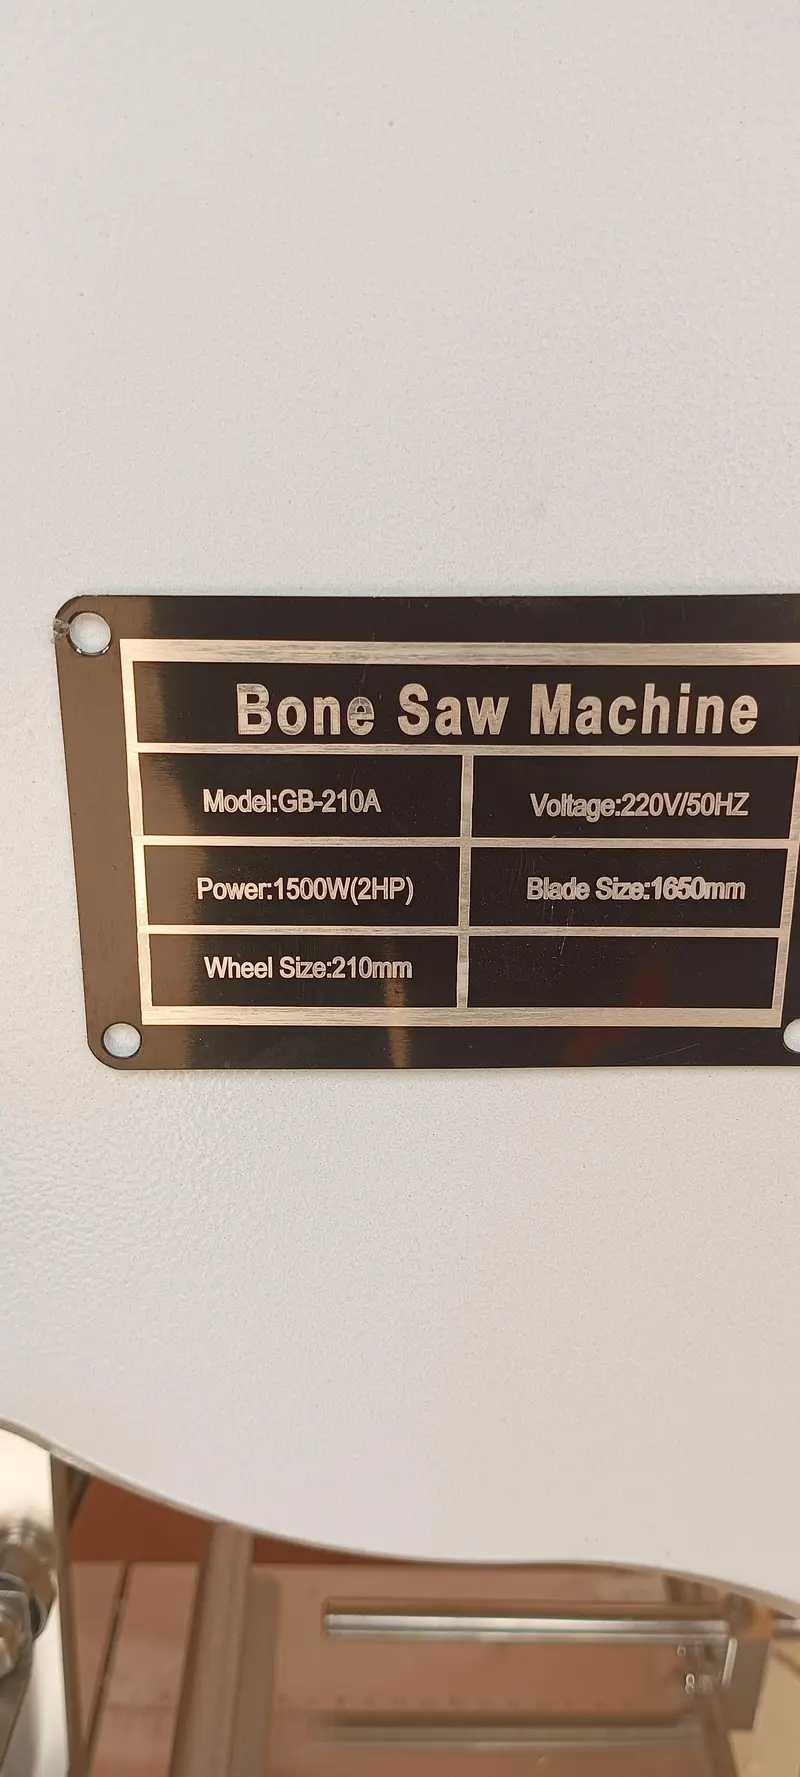 Bone Saw Machine
Model:GB-210A
Voltage:220V/50HZ
Power:1500W(2HP)
Blade Size:1650mm
Wheel Size:210mm